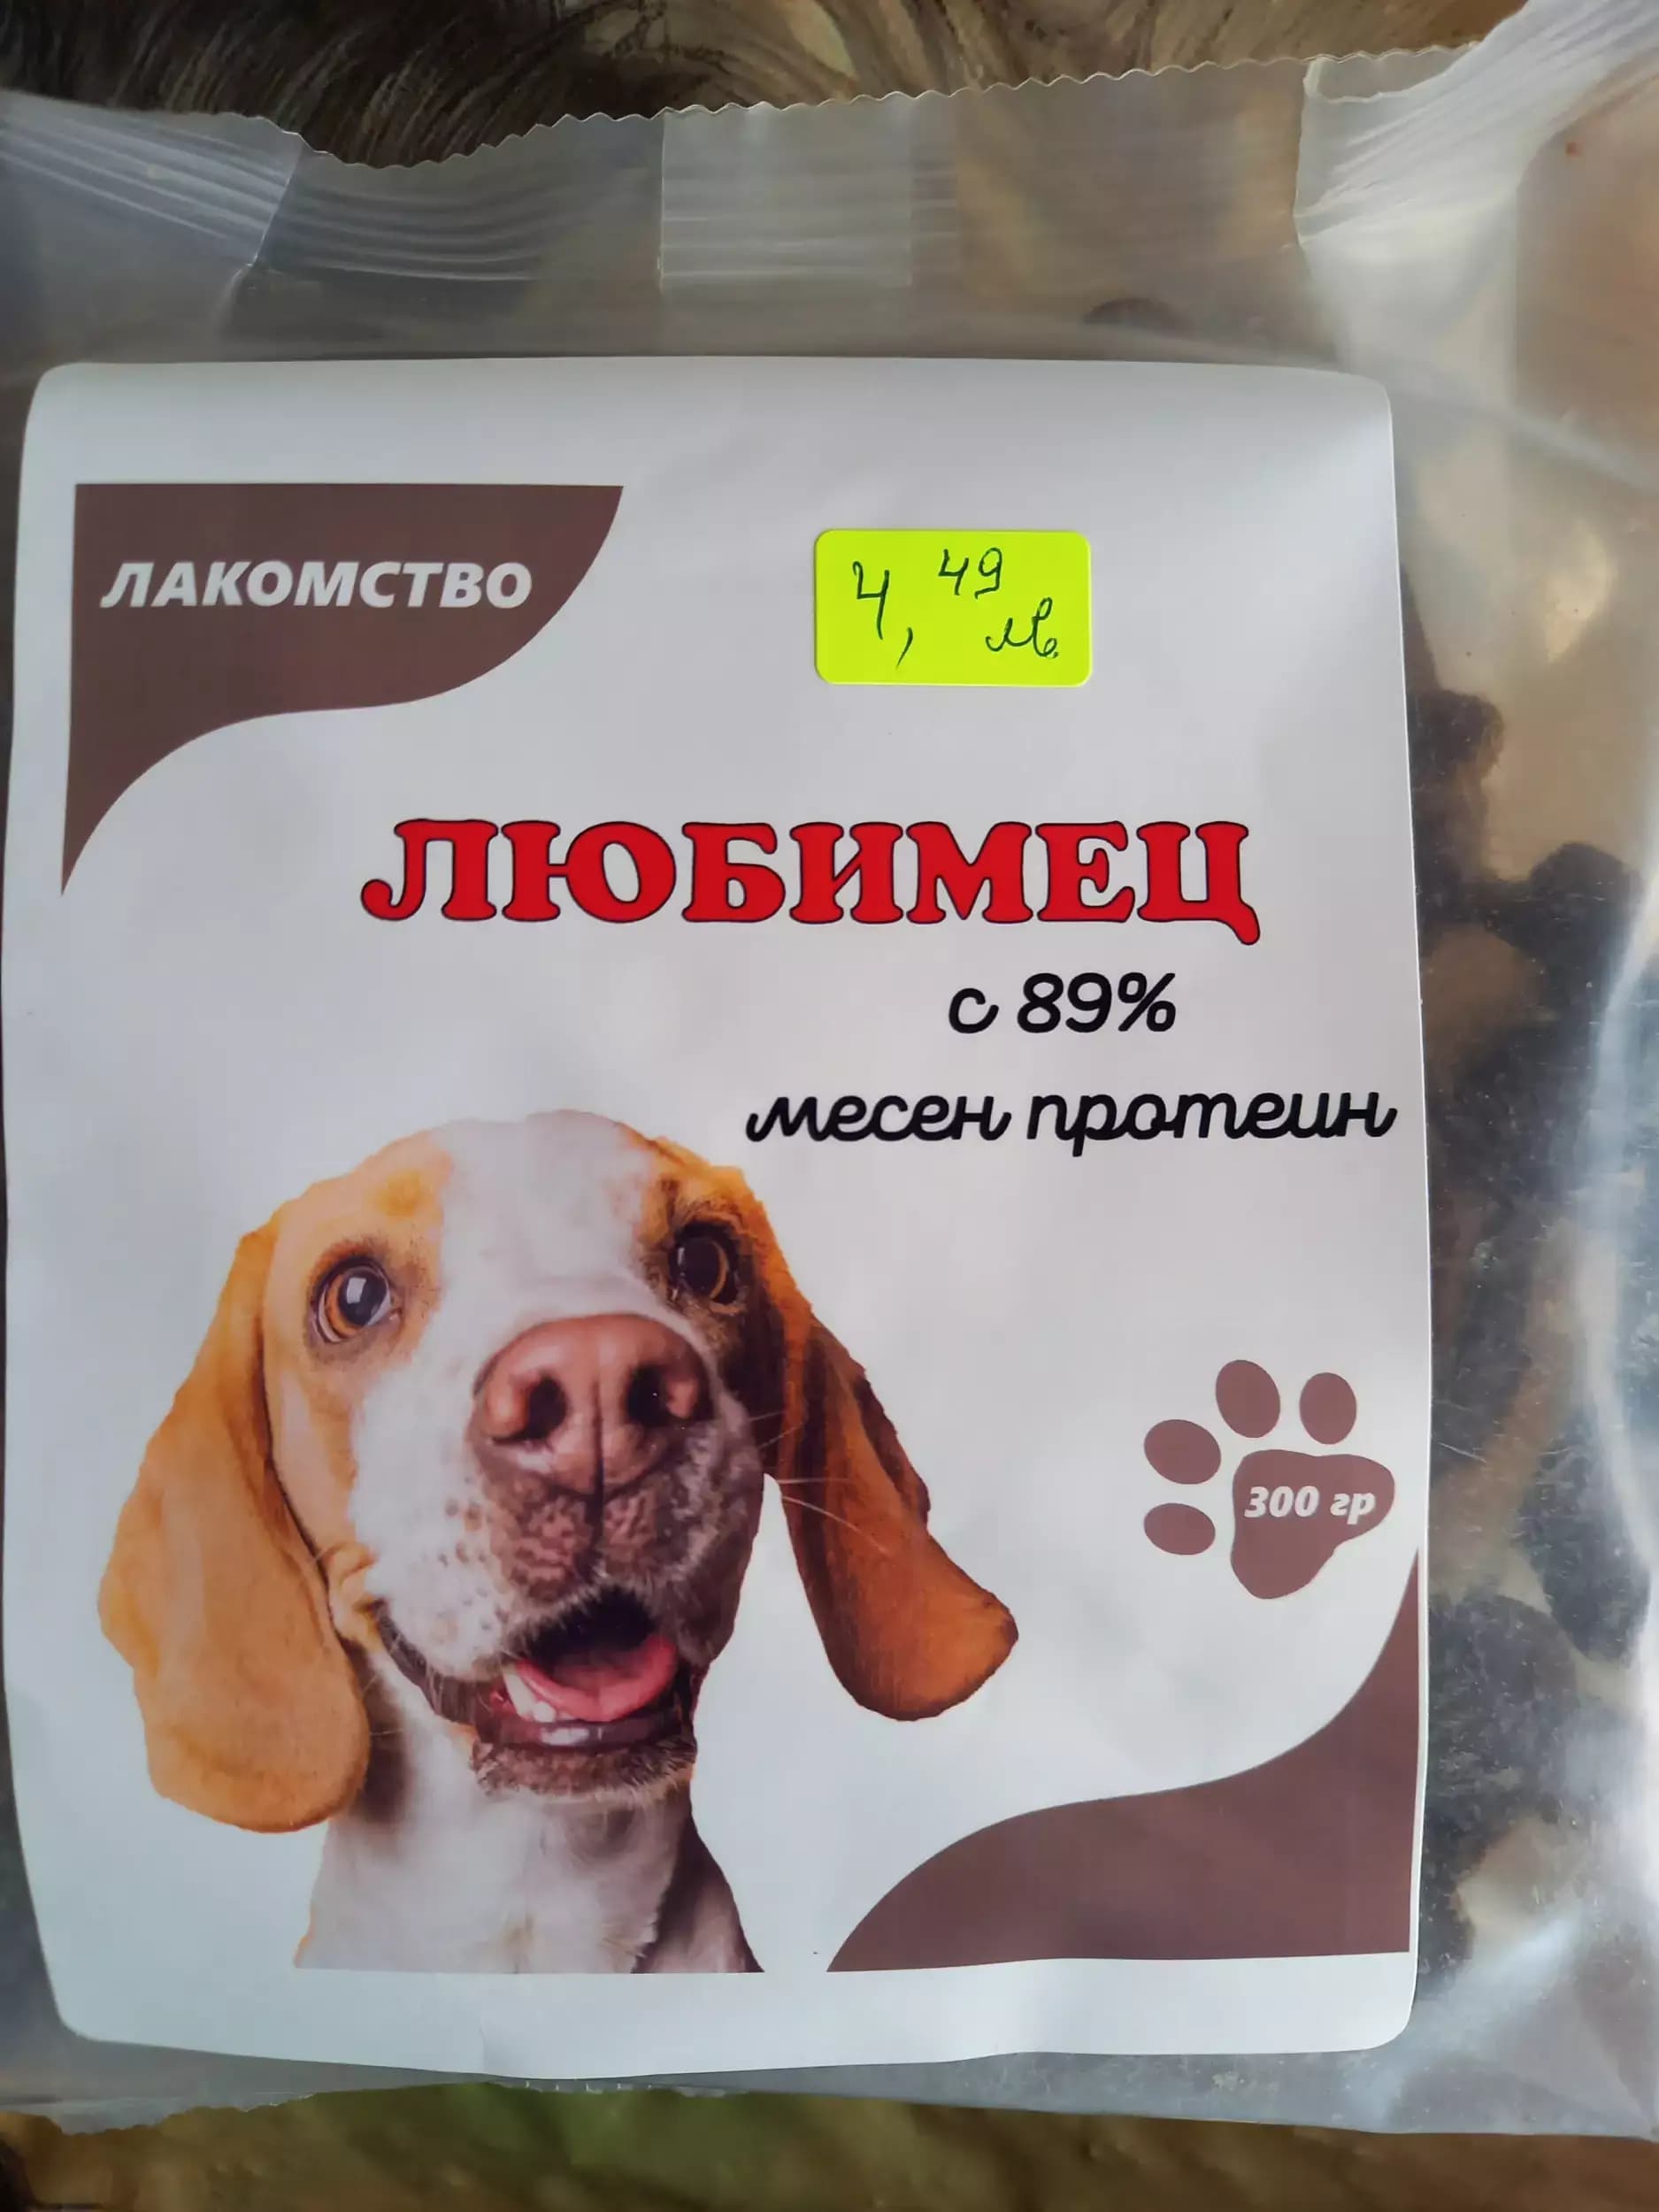 ЛАКОМСТВО
4,49 лв.
ЛЮБИМЕЦ
с 89%
месен протеин
300 гр